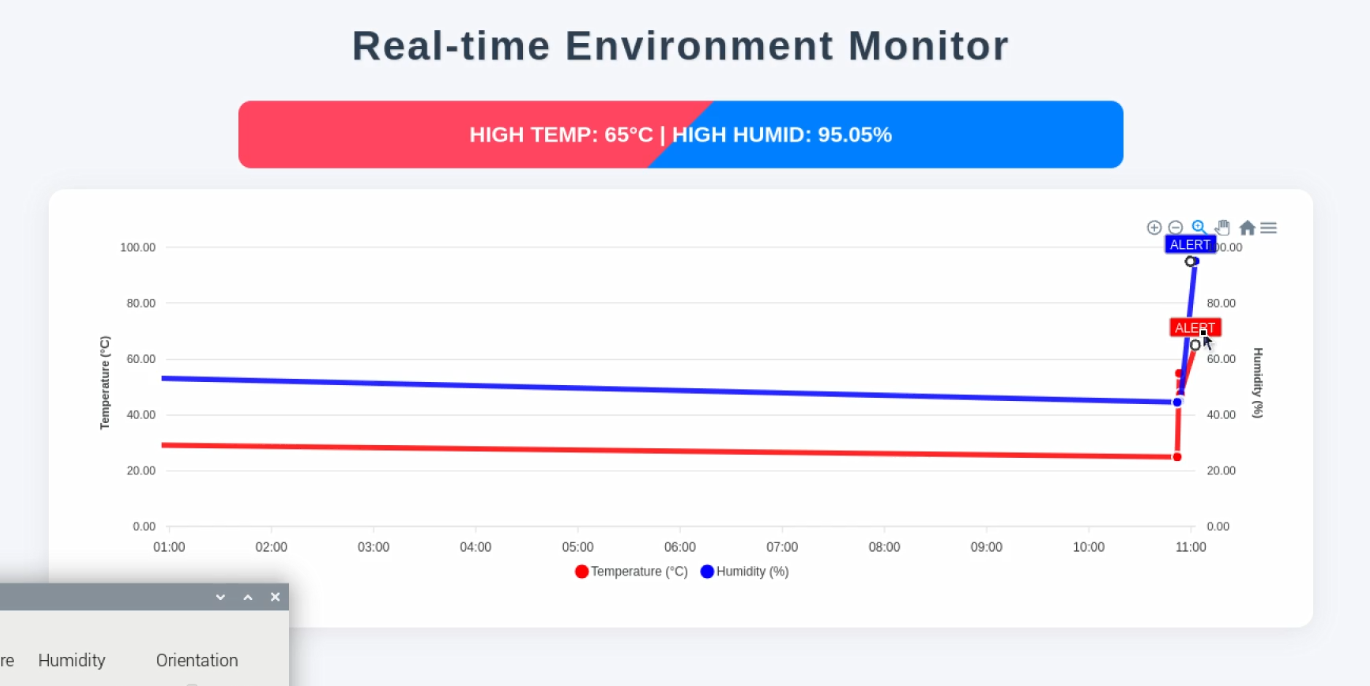 Real-time Environment Monitor
HIGH TEMP: 65°C | HIGH HUMID: 95.05%
ALERT
100.00
00.00
80.00
80.00
ALERT
60.00
60.00
40.00
40.00
20.00
20.00
0.00
0.00
Temperature (°C)
Humidity (%)
01:00 02:00 03:00 04:00 05:00 06:00 07:00 08:00 09:00 10:00 11:00
Temperature (°C) Humidity (%)
re Humidity Orientation